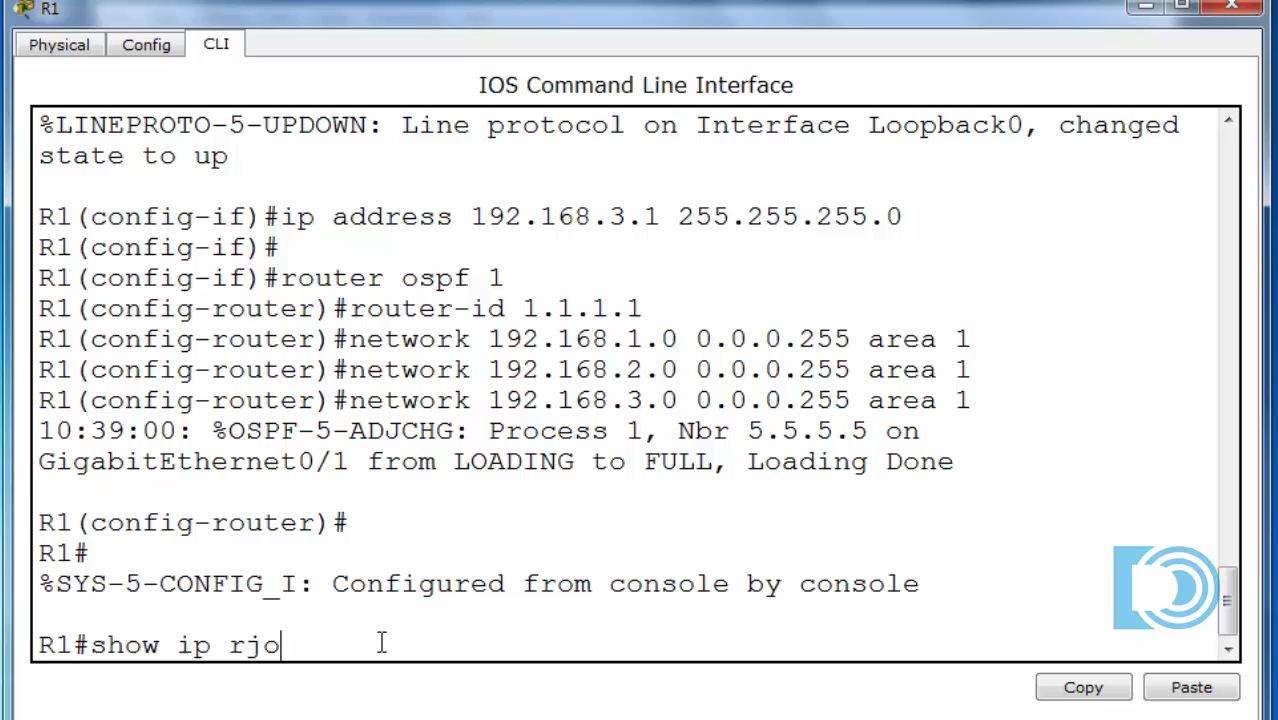 R1
Physical Config CLI
IOS Command Line Interface
%LINEPROTO-5-UPDOWN: Line protocol on Interface Loopback0, changed
state to up
R1(config-if)#ip address 192.168.3.1 255.255.255.0
R1(config-if)#
R1(config-if)#router ospf 1
R1(config-router)#router-id 1.1.1.1
R1(config-router)#network 192.168.1.0 0.0.0.255 area 1
R1(config-router)#network 192.168.2.0 0.0.0.255 area 1
R1(config-router)#network 192.168.3.0 0.0.0.255 area 1
10:39:00: %OSPF-5-ADJCHG: Process 1, Nbr 5.5.5.5 on
GigabitEthernet0/1 from LOADING to FULL, Loading Done
R1(config-router)#
R1#
%SYS-5-CONFIG_I: Configured from console by console
R1#show ip rjo
Copy Paste